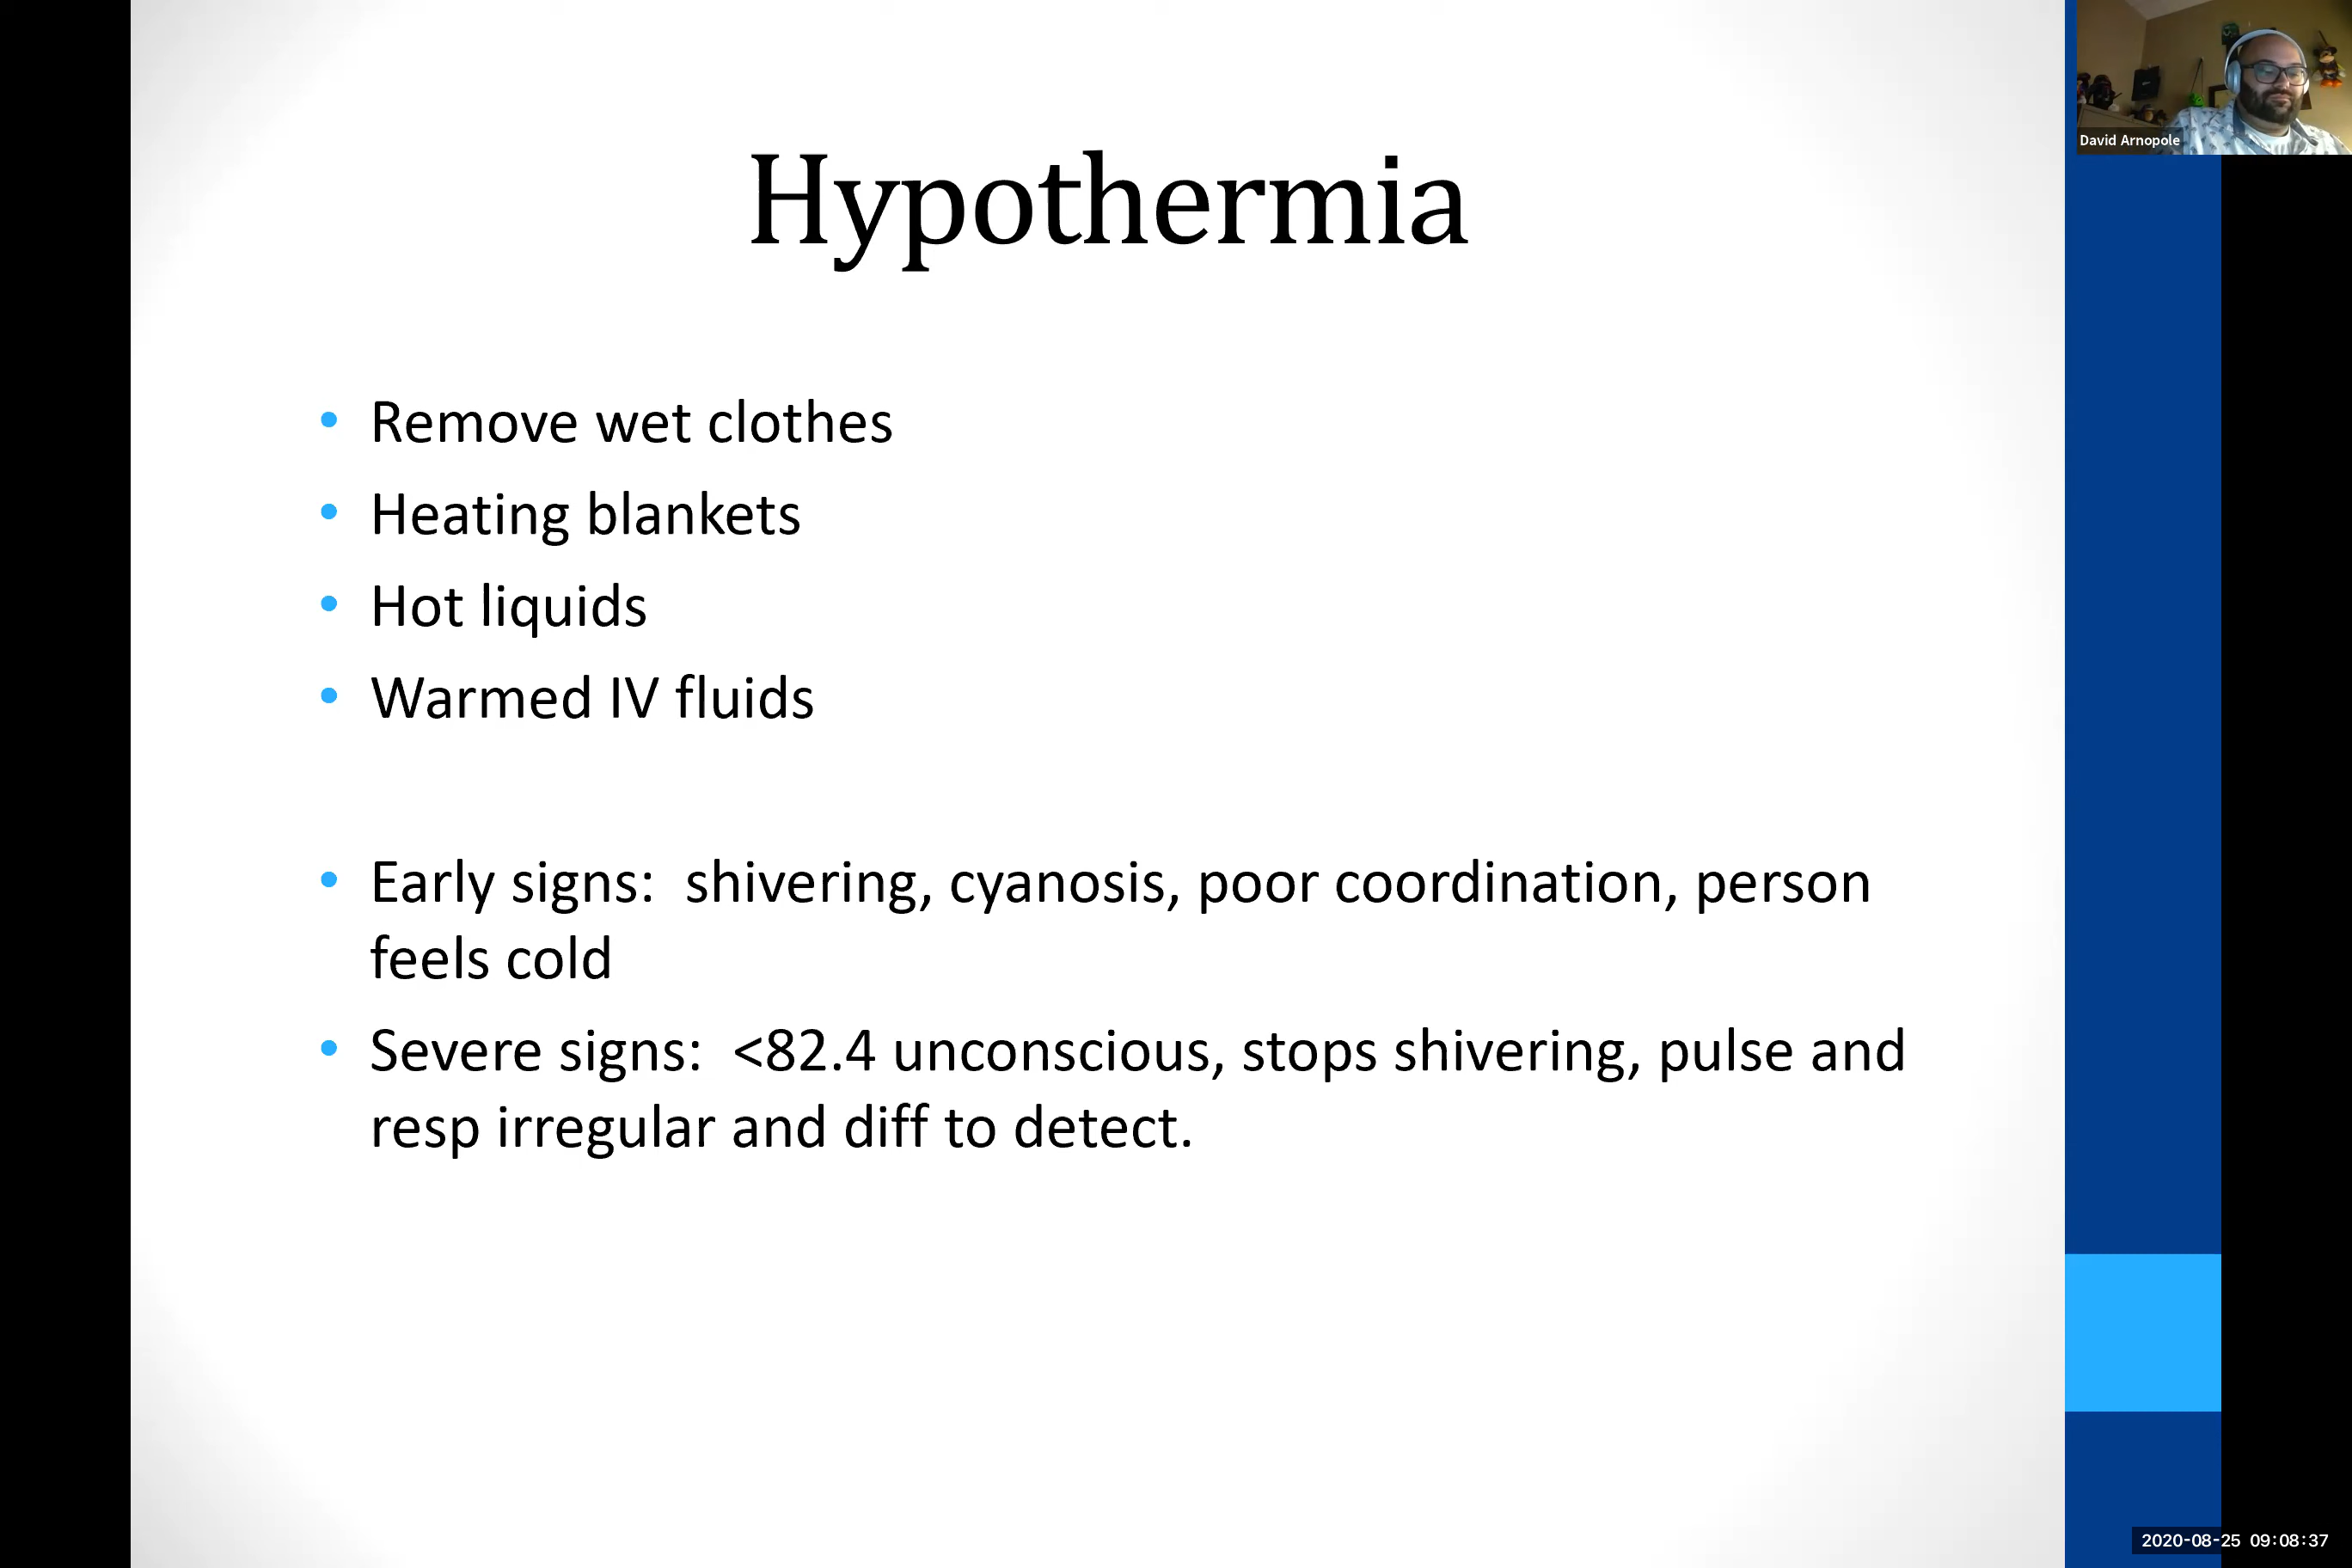 David Arnopole
Hypothermia
• Remove wet clothes
• Heating blankets
• Hot liquids
• Warmed IV fluids
• Early signs:  shivering, cyanosis, poor coordination, person
feels cold
• Severe signs:  <82.4 unconscious, stops shivering, pulse and
resp irregular and diff to detect.
2020-08-25 09:08:37